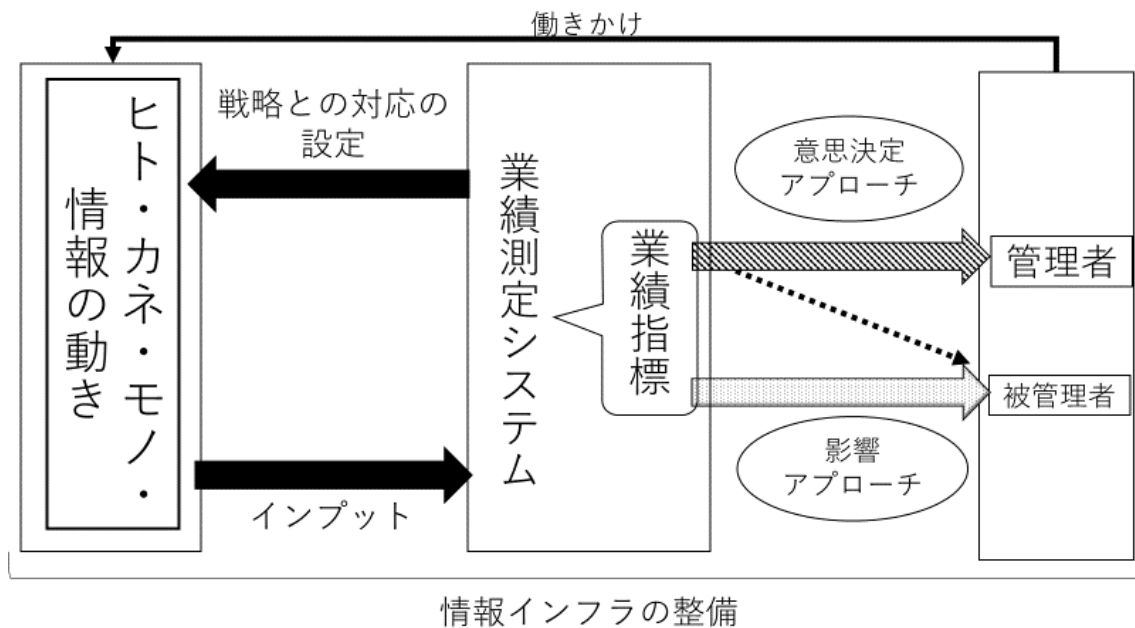 働きかけ
ヒト・カネ・モノ・
情報の動き
戦略との対応の
設定
インプット
業績測定システム
業績指標
意思決定
アプローチ
管理者
被管理者
影響
アプローチ
情報インフラの整備